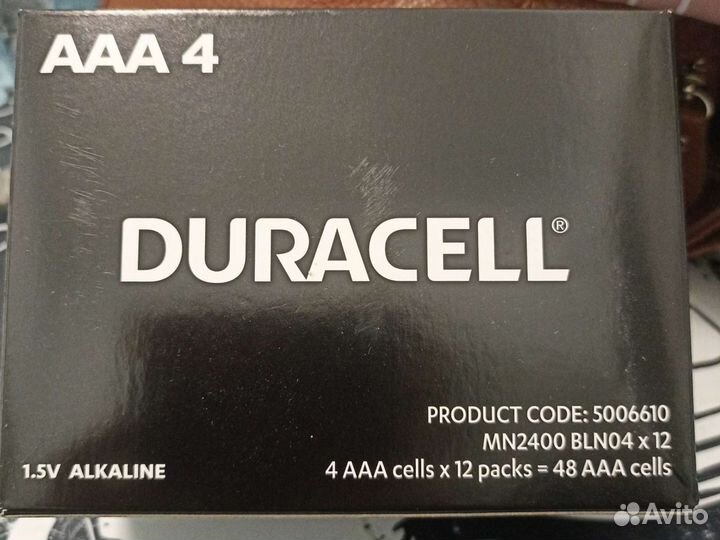 AAA 4
DURACELL®
PRODUCT CODE: 5006610
MN2400 BLN04 x 12
1.5V ALKALINE
4 AAA cells x 12 packs = 48 AAA cells
Avito